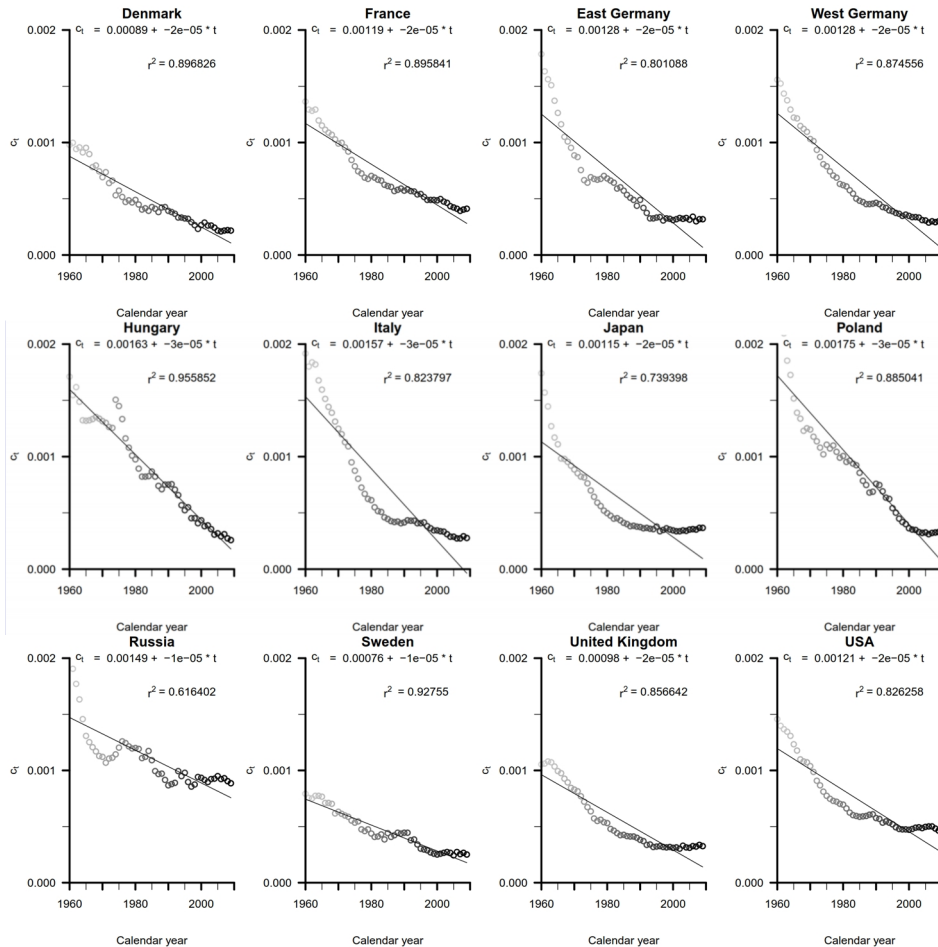 Denmark
c_t = 0.00089 + −2e−05 * t
r² = 0.896826
0.002
0.001
0.000
c_t
1960 1980 2000
Calendar year
France
c_t = 0.00119 + −2e−05 * t
r² = 0.895841
0.002
0.001
0.000
c_t
1960 1980 2000
Calendar year
East Germany
c_t = 0.00128 + −2e−05 * t
r² = 0.801088
0.002
0.001
0.000
c_t
1960 1980 2000
Calendar year
West Germany
c_t = 0.00128 + −2e−05 * t
r² = 0.874556
0.002
0.001
0.000
c_t
1960 1980 2000
Calendar year
Hungary
c_t = 0.00163 + −3e−05 * t
r² = 0.955852
0.002
0.001
0.000
c_t
1960 1980 2000
Calendar year
Italy
c_t = 0.00157 + −3e−05 * t
r² = 0.823797
0.002
0.001
0.000
c_t
1960 1980 2000
Calendar year
Japan
c_t = 0.00115 + −2e−05 * t
r² = 0.739398
0.002
0.001
0.000
c_t
1960 1980 2000
Calendar year
Poland
c_t = 0.00175 + −3e−05 * t
r² = 0.885041
0.002
0.001
0.000
c_t
1960 1980 2000
Calendar year
Russia
c_t = 0.00149 + −1e−05 * t
r² = 0.616402
0.002
0.001
0.000
c_t
1960 1980 2000
Calendar year
Sweden
c_t = 0.00076 + −1e−05 * t
r² = 0.92755
0.002
0.001
0.000
c_t
1960 1980 2000
Calendar year
United Kingdom
c_t = 0.00098 + −2e−05 * t
r² = 0.856642
0.002
0.001
0.000
c_t
1960 1980 2000
Calendar year
USA
c_t = 0.00121 + −2e−05 * t
r² = 0.826258
0.002
0.001
0.000
c_t
1960 1980 2000
Calendar year